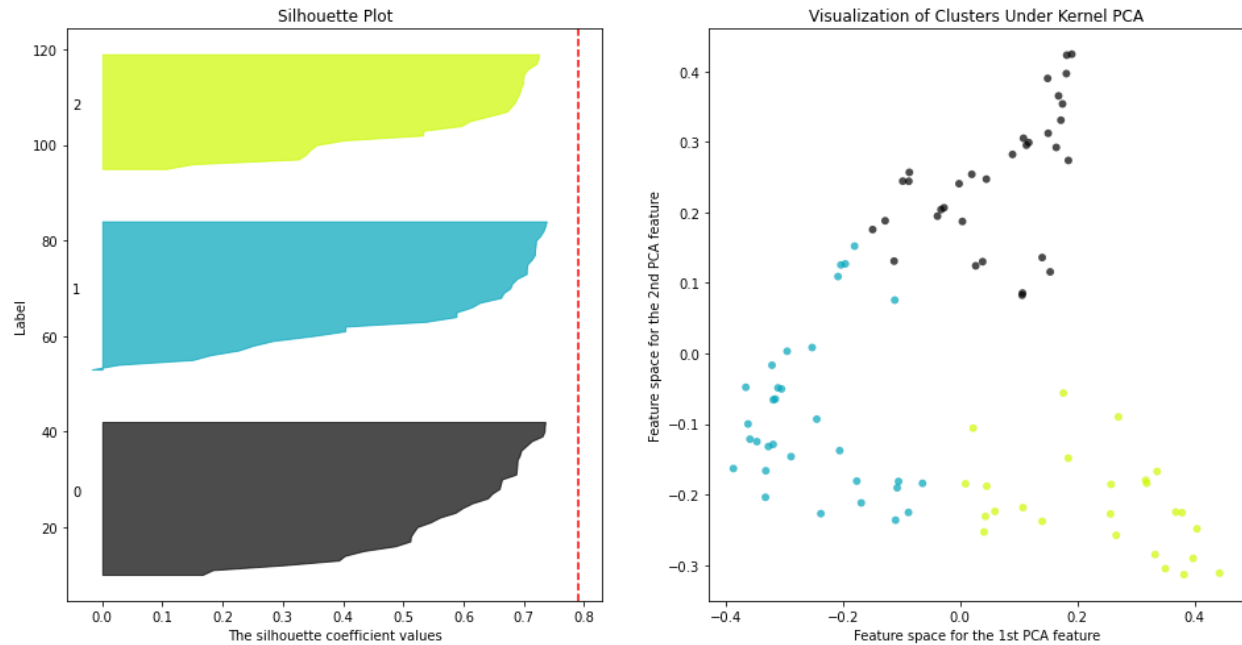 Silhouette Plot
120
100
80
60
40
20
Label
2
1
0
0.0 0.1 0.2 0.3 0.4 0.5 0.6 0.7 0.8
The silhouette coefficient values
Visualization of Clusters Under Kernel PCA
0.4
0.3
0.2
0.1
0.0
−0.1
−0.2
−0.3
Feature space for the 2nd PCA feature
−0.4 −0.2 0.0 0.2 0.4
Feature space for the 1st PCA feature